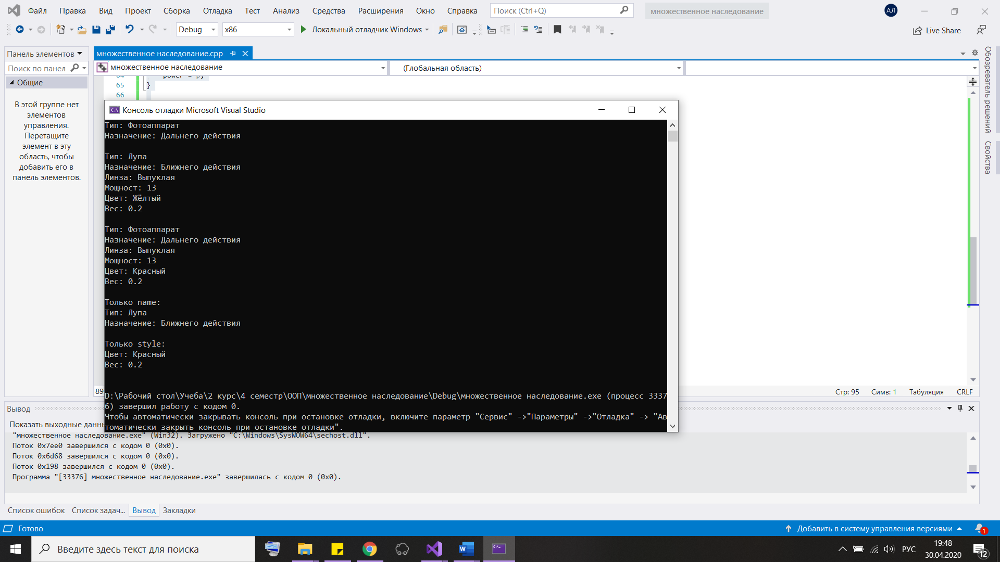 Файл Правка Вид Проект Сборка Отладка Тест Анализ Средства Расширения Окно Справка Поиск (Ctrl+Q) множественное наследование АЛ
Debug x86 Локальный отладчик Windows Live Share
Панель элементов
Поиск по панел
Общие
В этой группе нет
элементов
управления.
Перетащите
элемент в эту
область, чтобы
добавить его в
панель элементов.
множественное наследование.cpp
множественное наследование (Глобальная область)
64 power = p;
65 }
66
Консоль отладки Microsoft Visual Studio
Тип: Фотоаппарат
Назначение: Дальнего действия
Тип: Лупа
Назначение: Ближнего действия
Линза: Выпуклая
Мощност: 13
Цвет: Жёлтый
Вес: 0.2
Тип: Фотоаппарат
Назначение: Дальнего действия
Линза: Выпуклая
Мощност: 13
Цвет: Красный
Вес: 0.2
Только name:
Тип: Лупа
Назначение: Ближнего действия
Только style:
Цвет: Красный
Вес: 0.2
D:\Рабочий стол\Учеба\2 курс\4 семестр\ООП\множественное наследование\Debug\множественное наследование.exe (процесс 3337
6) завершил работу с кодом 0.
Чтобы автоматически закрывать консоль при остановке отладки, включите параметр "Сервис" ->"Параметры" ->"Отладка" -> "Ав
томатически закрыть консоль при остановке отладки".
Обозреватель решений
Свойства
89
Стр: 95 Симв: 1 Табуляция CRLF
Вывод
Показать выходные данны
"множественное наследование.exe" (Win32). Загружено "C:\Windows\SysWOW64\sechost.dll".
Поток 0x7ee0 завершился с кодом 0 (0x0).
Поток 0x6d68 завершился с кодом 0 (0x0).
Поток 0x198 завершился с кодом 0 (0x0).
Программа "[33376] множественное наследование.exe" завершилась с кодом 0 (0x0).
Список ошибок Список задач... Вывод Закладки
Готово Добавить в систему управления версиями 1
Введите здесь текст для поиска
РУС
19:48
30.04.2020
12